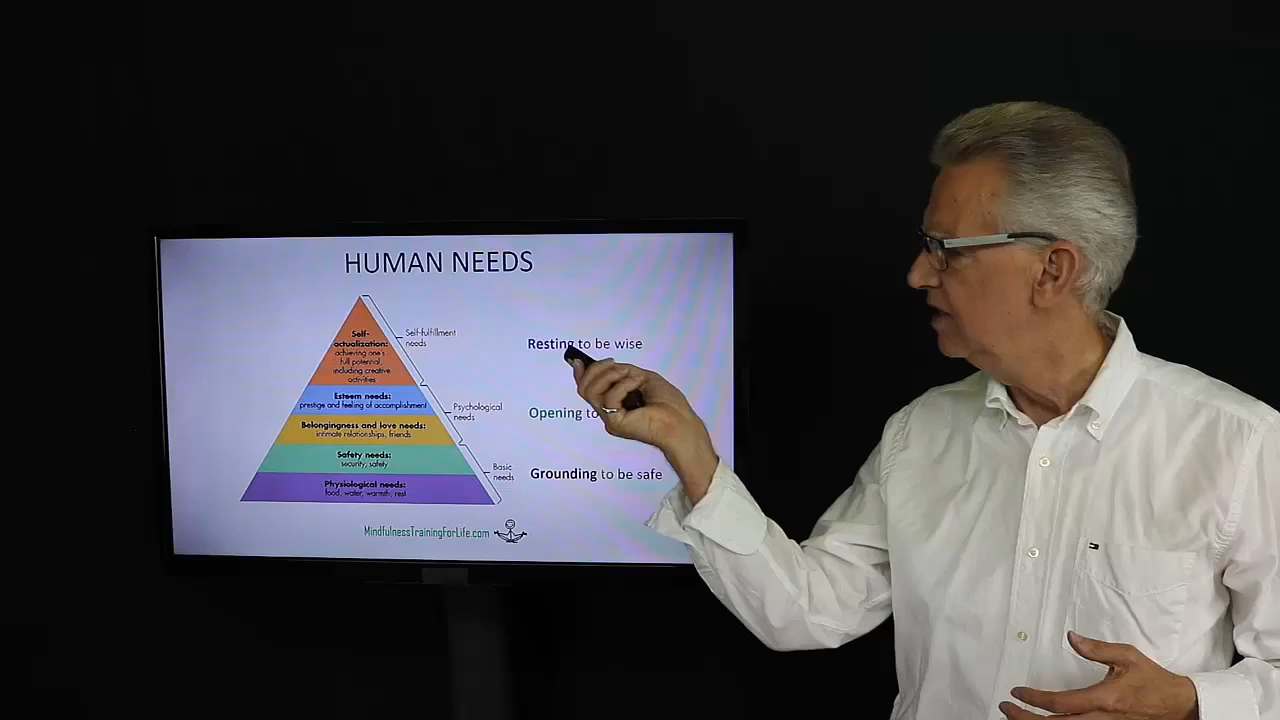 HUMAN NEEDS
Self-
actualization:
achieving one's
full potential,
including creative
activities
Self-fulfillment
needs
Resting to be wise
Esteem needs:
prestige and feeling of accomplishment
Psychological
needs
Opening to
Belongingness and love needs:
intimate relationships, friends
Safety needs:
security, safety
Basic
needs
Grounding to be safe
Physiological needs:
food, water, warmth, rest
MindfulnessTrainingForLife.com